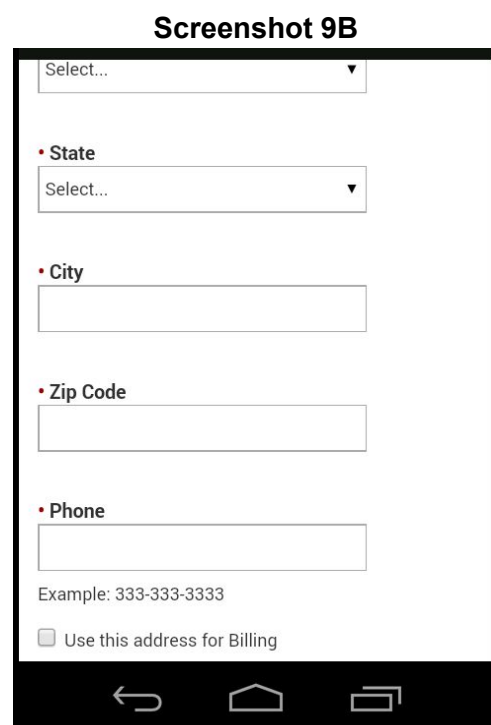 Screenshot 9B
Select...
• State
Select...
• City
• Zip Code
• Phone
Example: 333-333-3333
Use this address for Billing